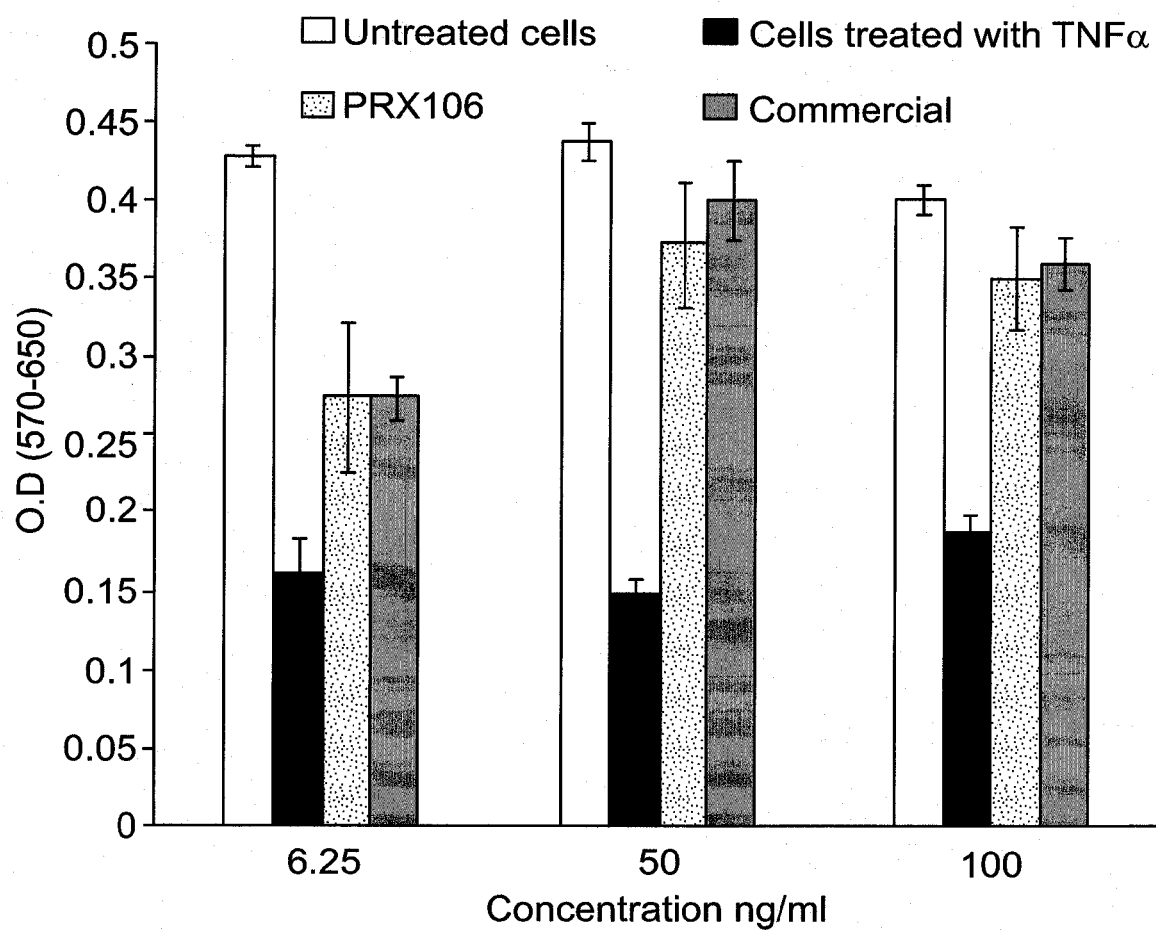 Untreated cells
Cells treated with TNFα
PRX106
Commercial
O.D (570-650)
0.5
0.45
0.4
0.35
0.3
0.25
0.2
0.15
0.1
0.05
0
6.25
50
100
Concentration ng/ml